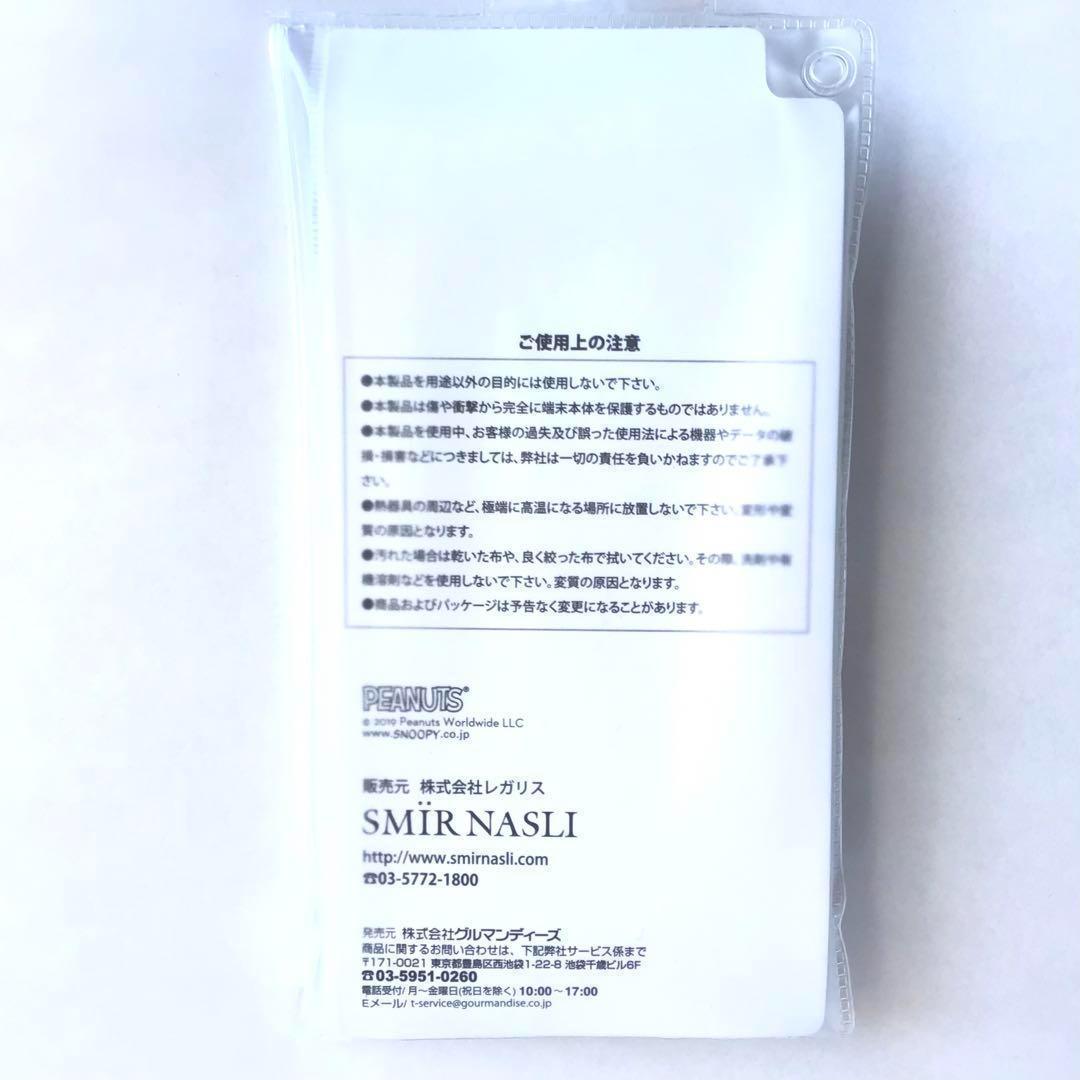 ご使用上の注意
●本製品を用途以外の目的には使用しないで下さい。
●本製品は傷や衝撃から完全に端末本体を保護するものではありません。
●本製品を使用中、お客様の過失及び誤った使用法による機器やデータの破
損・損害などにつきましては、弊社は一切の責任を負いかねますのでご了承下
さい。
●熱器具の周辺など、極端に高温になる場所に放置しないで下さい。変形や変
質の原因となります。
●汚れた場合は乾いた布や、良く絞った布で拭いてください。その際、洗剤や有
機溶剤などを使用しないで下さい。変質の原因となります。
●商品およびパッケージは予告なく変更になることがあります。
PEANUTS®
© 2019 Peanuts Worldwide LLC
www.SNOOPY.co.jp
販売元 株式会社レガリス
SMÏR NASLI
http://www.smirnasli.com
☎03-5772-1800
発売元 株式会社グルマンディーズ
商品に関するお問い合わせは、下記弊社サービス係まで
〒171-0021 東京都豊島区西池袋1-22-8 池袋千歳ビル6F
☎03-5951-0260
電話受付/ 月〜金曜日(祝日を除く) 10:00〜17:00
Eメール/ t-service@gourmandise.co.jp